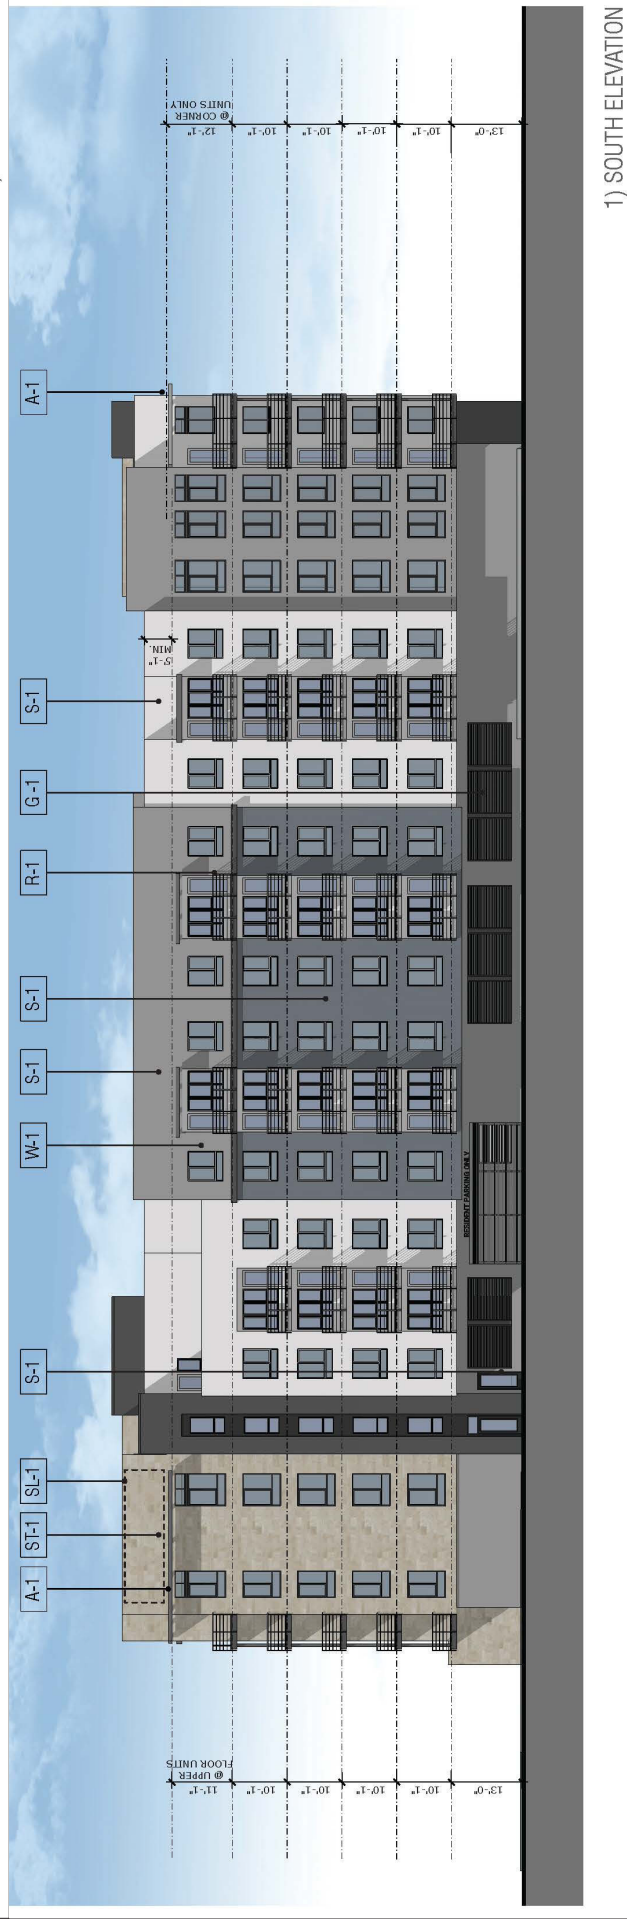 A-1
ST-1
SL-1
S-1
W-1
S-1
S-1
R-1
G-1
S-1
A-1
11'-1"
@ UPPER
FLOOR UNITS
10'-1"
10'-1"
10'-1"
10'-1"
13'-0"
5'-1"
MIN.
RESIDENT PARKING ONLY
12'-1"
@ CORNER
UNITS ONLY
10'-1"
10'-1"
10'-1"
10'-1"
13'-0"
1) SOUTH ELEVATION